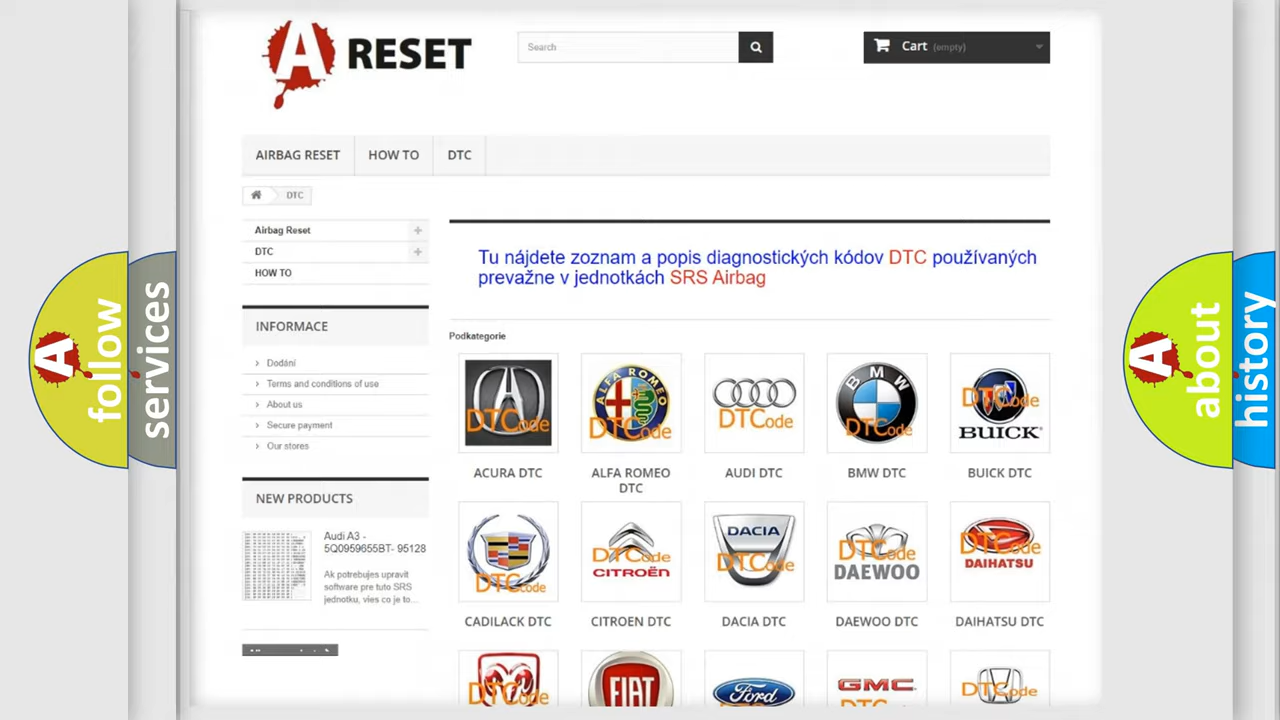 A RESET
Search
Cart (empty)
AIRBAG RESET
HOW TO
DTC
DTC
Airbag Reset
DTC
HOW TO
INFORMACE
Dodání
Terms and conditions of use
About us
Secure payment
Our stores
NEW PRODUCTS
Audi A3 -
5Q0959655BT- 95128
Ak potrebujes upravit
software pre tuto SRS
jednotku, vies co je to...
Tu nájdete zoznam a popis diagnostických kódov DTC používaných
prevažne v jednotkách SRS Airbag
Podkategorie
DTCode
ALFA ROMEO
DTCode
DTCode
BMW
DTCode
DTCode
BUICK
ACURA DTC
ALFA ROMEO
DTC
AUDI DTC
BMW DTC
BUICK DTC
DTCode
DTCode
CITROËN
DACIA
DTCode
DTCode
DAEWOO
DTCode
DAIHATSU
CADILACK DTC
CITROEN DTC
DACIA DTC
DAEWOO DTC
DAIHATSU DTC
DTCode
FIAT
Ford
GMC
DTCode
A follow
services
A about
history